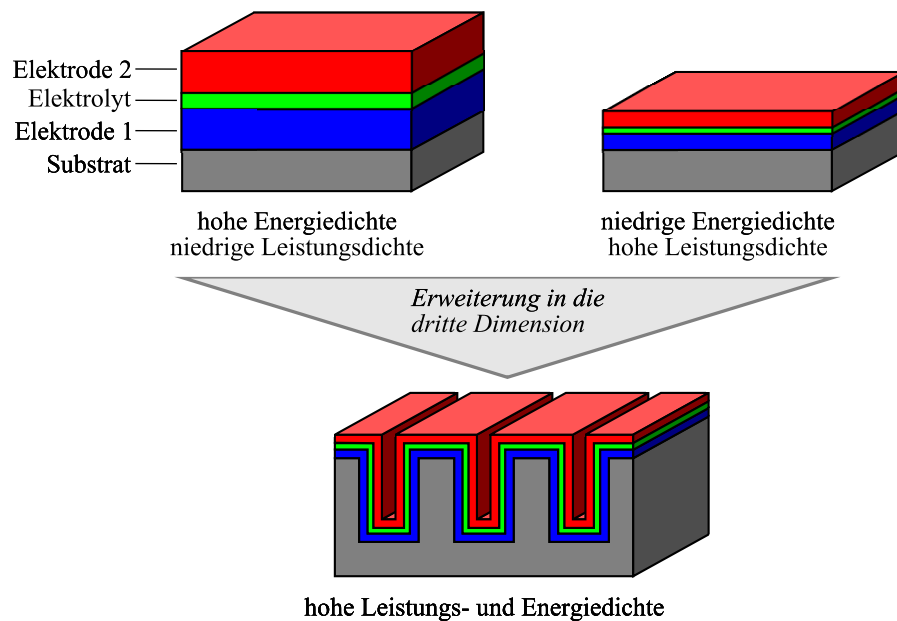 Elektrode 2
Elektrolyt
Elektrode 1
Substrat
hohe Energiedichte
niedrige Leistungsdichte
niedrige Energiedichte
hohe Leistungsdichte
Erweiterung in die
dritte Dimension
hohe Leistungs- und Energiedichte